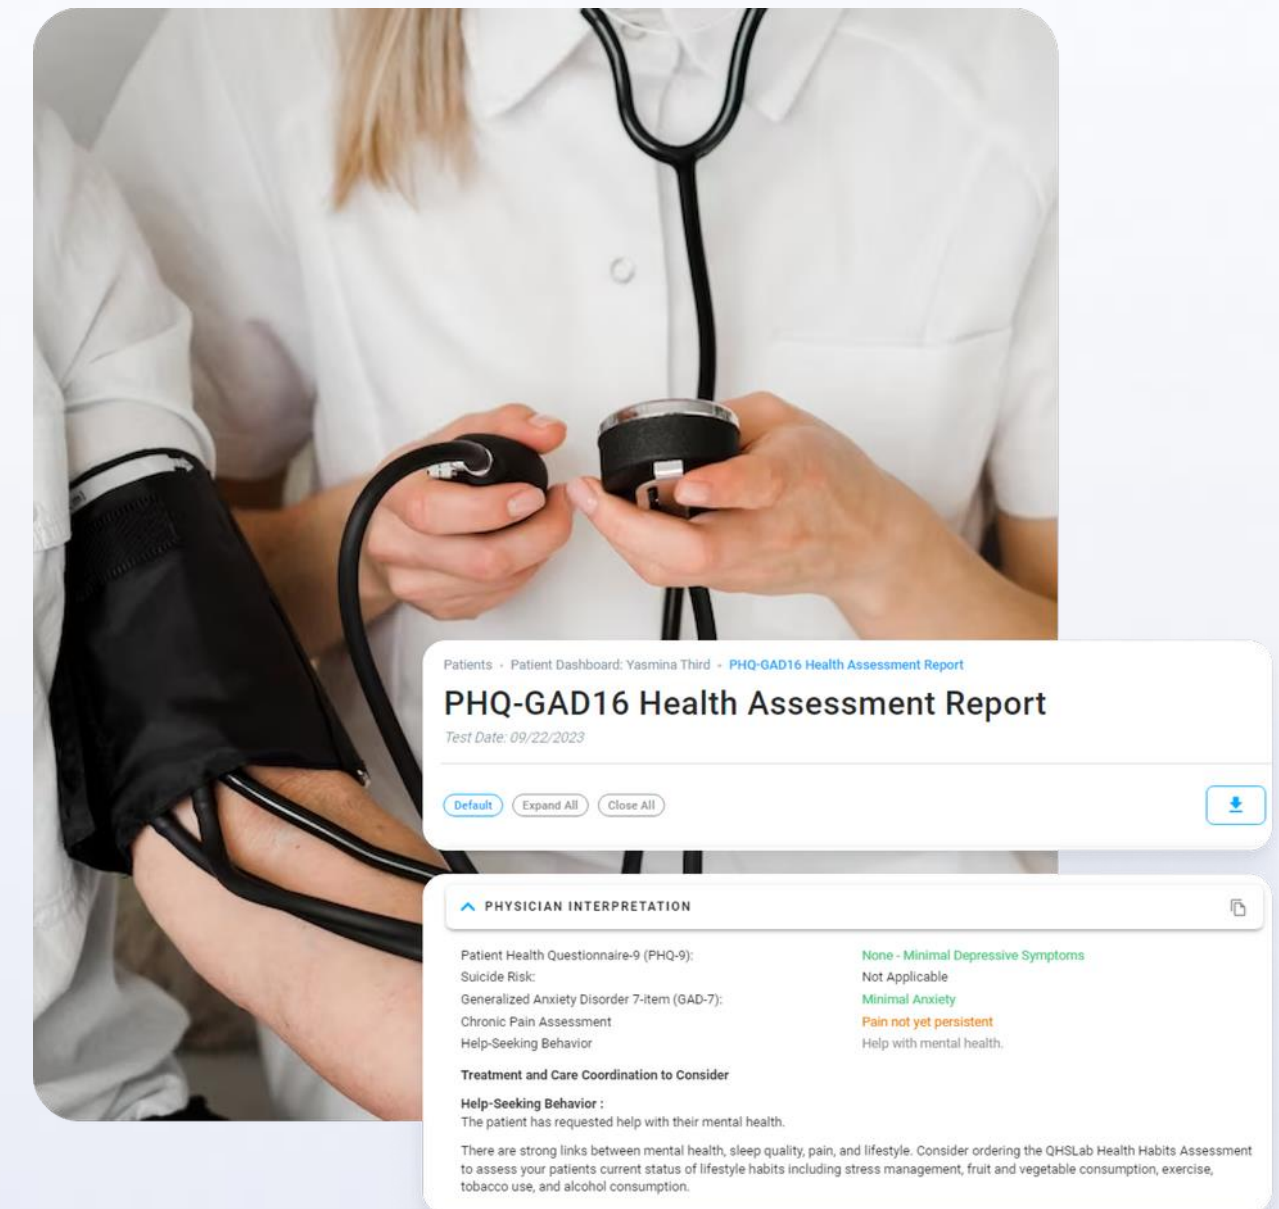 Patients • Patient Dashboard: Yasmina Third • PHQ-GAD16 Health Assessment Report
PHQ-GAD16 Health Assessment Report
Test Date: 09/22/2023
Default Expand All Close All
PHYSICIAN INTERPRETATION
Patient Health Questionnaire-9 (PHQ-9): None - Minimal Depressive Symptoms
Suicide Risk: Not Applicable
Generalized Anxiety Disorder 7-item (GAD-7): Minimal Anxiety
Chronic Pain Assessment Pain not yet persistent
Help-Seeking Behavior Help with mental health.
Treatment and Care Coordination to Consider
Help-Seeking Behavior :
The patient has requested help with their mental health.
There are strong links between mental health, sleep quality, pain, and lifestyle. Consider ordering the QHSLab Health Habits Assessment
to assess your patients current status of lifestyle habits including stress management, fruit and vegetable consumption, exercise,
tobacco use, and alcohol consumption.